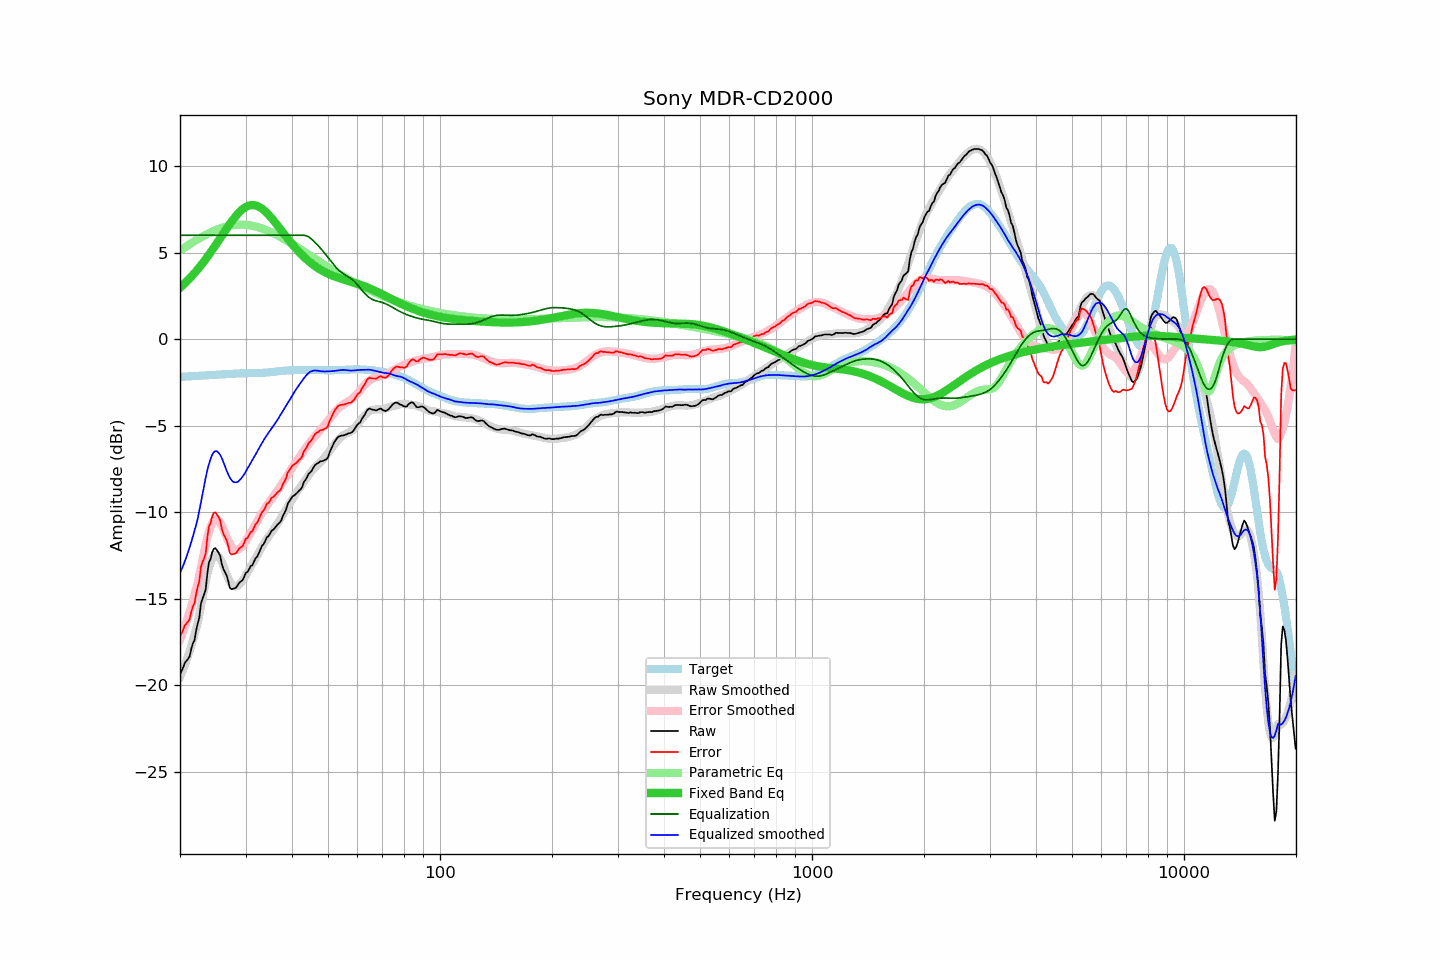 Sony MDR-CD2000
10
5
0
−5
−10
−15
−20
−25
Amplitude (dBr)
Target
Raw Smoothed
Error Smoothed
Raw
Error
Parametric Eq
Fixed Band Eq
Equalization
Equalized smoothed
100
1000
10000
Frequency (Hz)